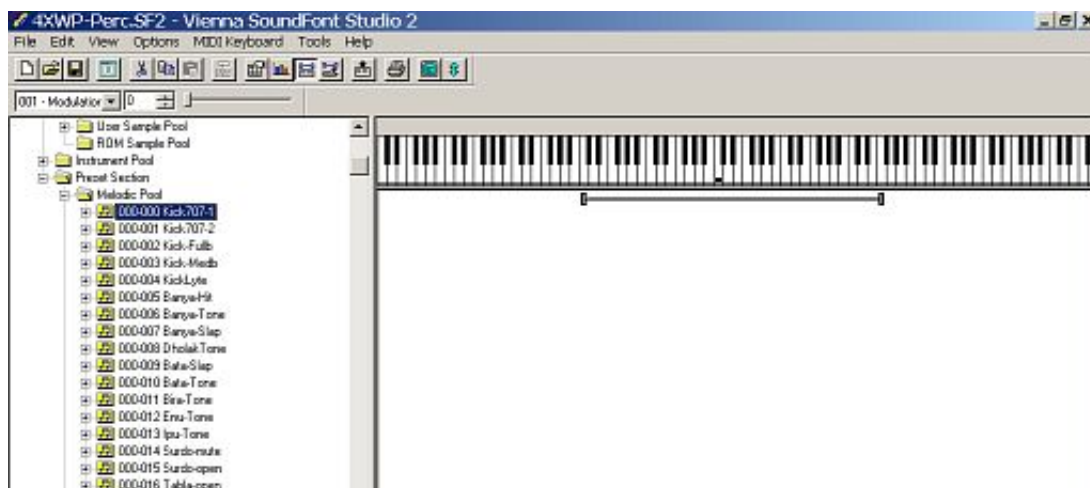 4XWP-Perc.SF2 - Vienna SoundFont Studio 2
File Edit View Options MIDI Keyboard Tools Help
001 - Modulation 0
User Sample Pool
ROM Sample Pool
Instrument Pool
Preset Section
Melodic Pool
000-000 Kick707-1
000-001 Kick707-2
000-002 Kick-Fullb
000-003 Kick-Medb
000-004 KickLyte
000-005 Banya-Hit
000-006 Banya-Tone
000-007 Banya-Slap
000-008 DholakTone
000-009 Bata-Slap
000-010 Bata-Tone
000-011 Bira-Tone
000-012 Enu-Tone
000-013 Ipu-Tone
000-014 Surdo-mute
000-015 Surdo-open
000-016 Tabla-open